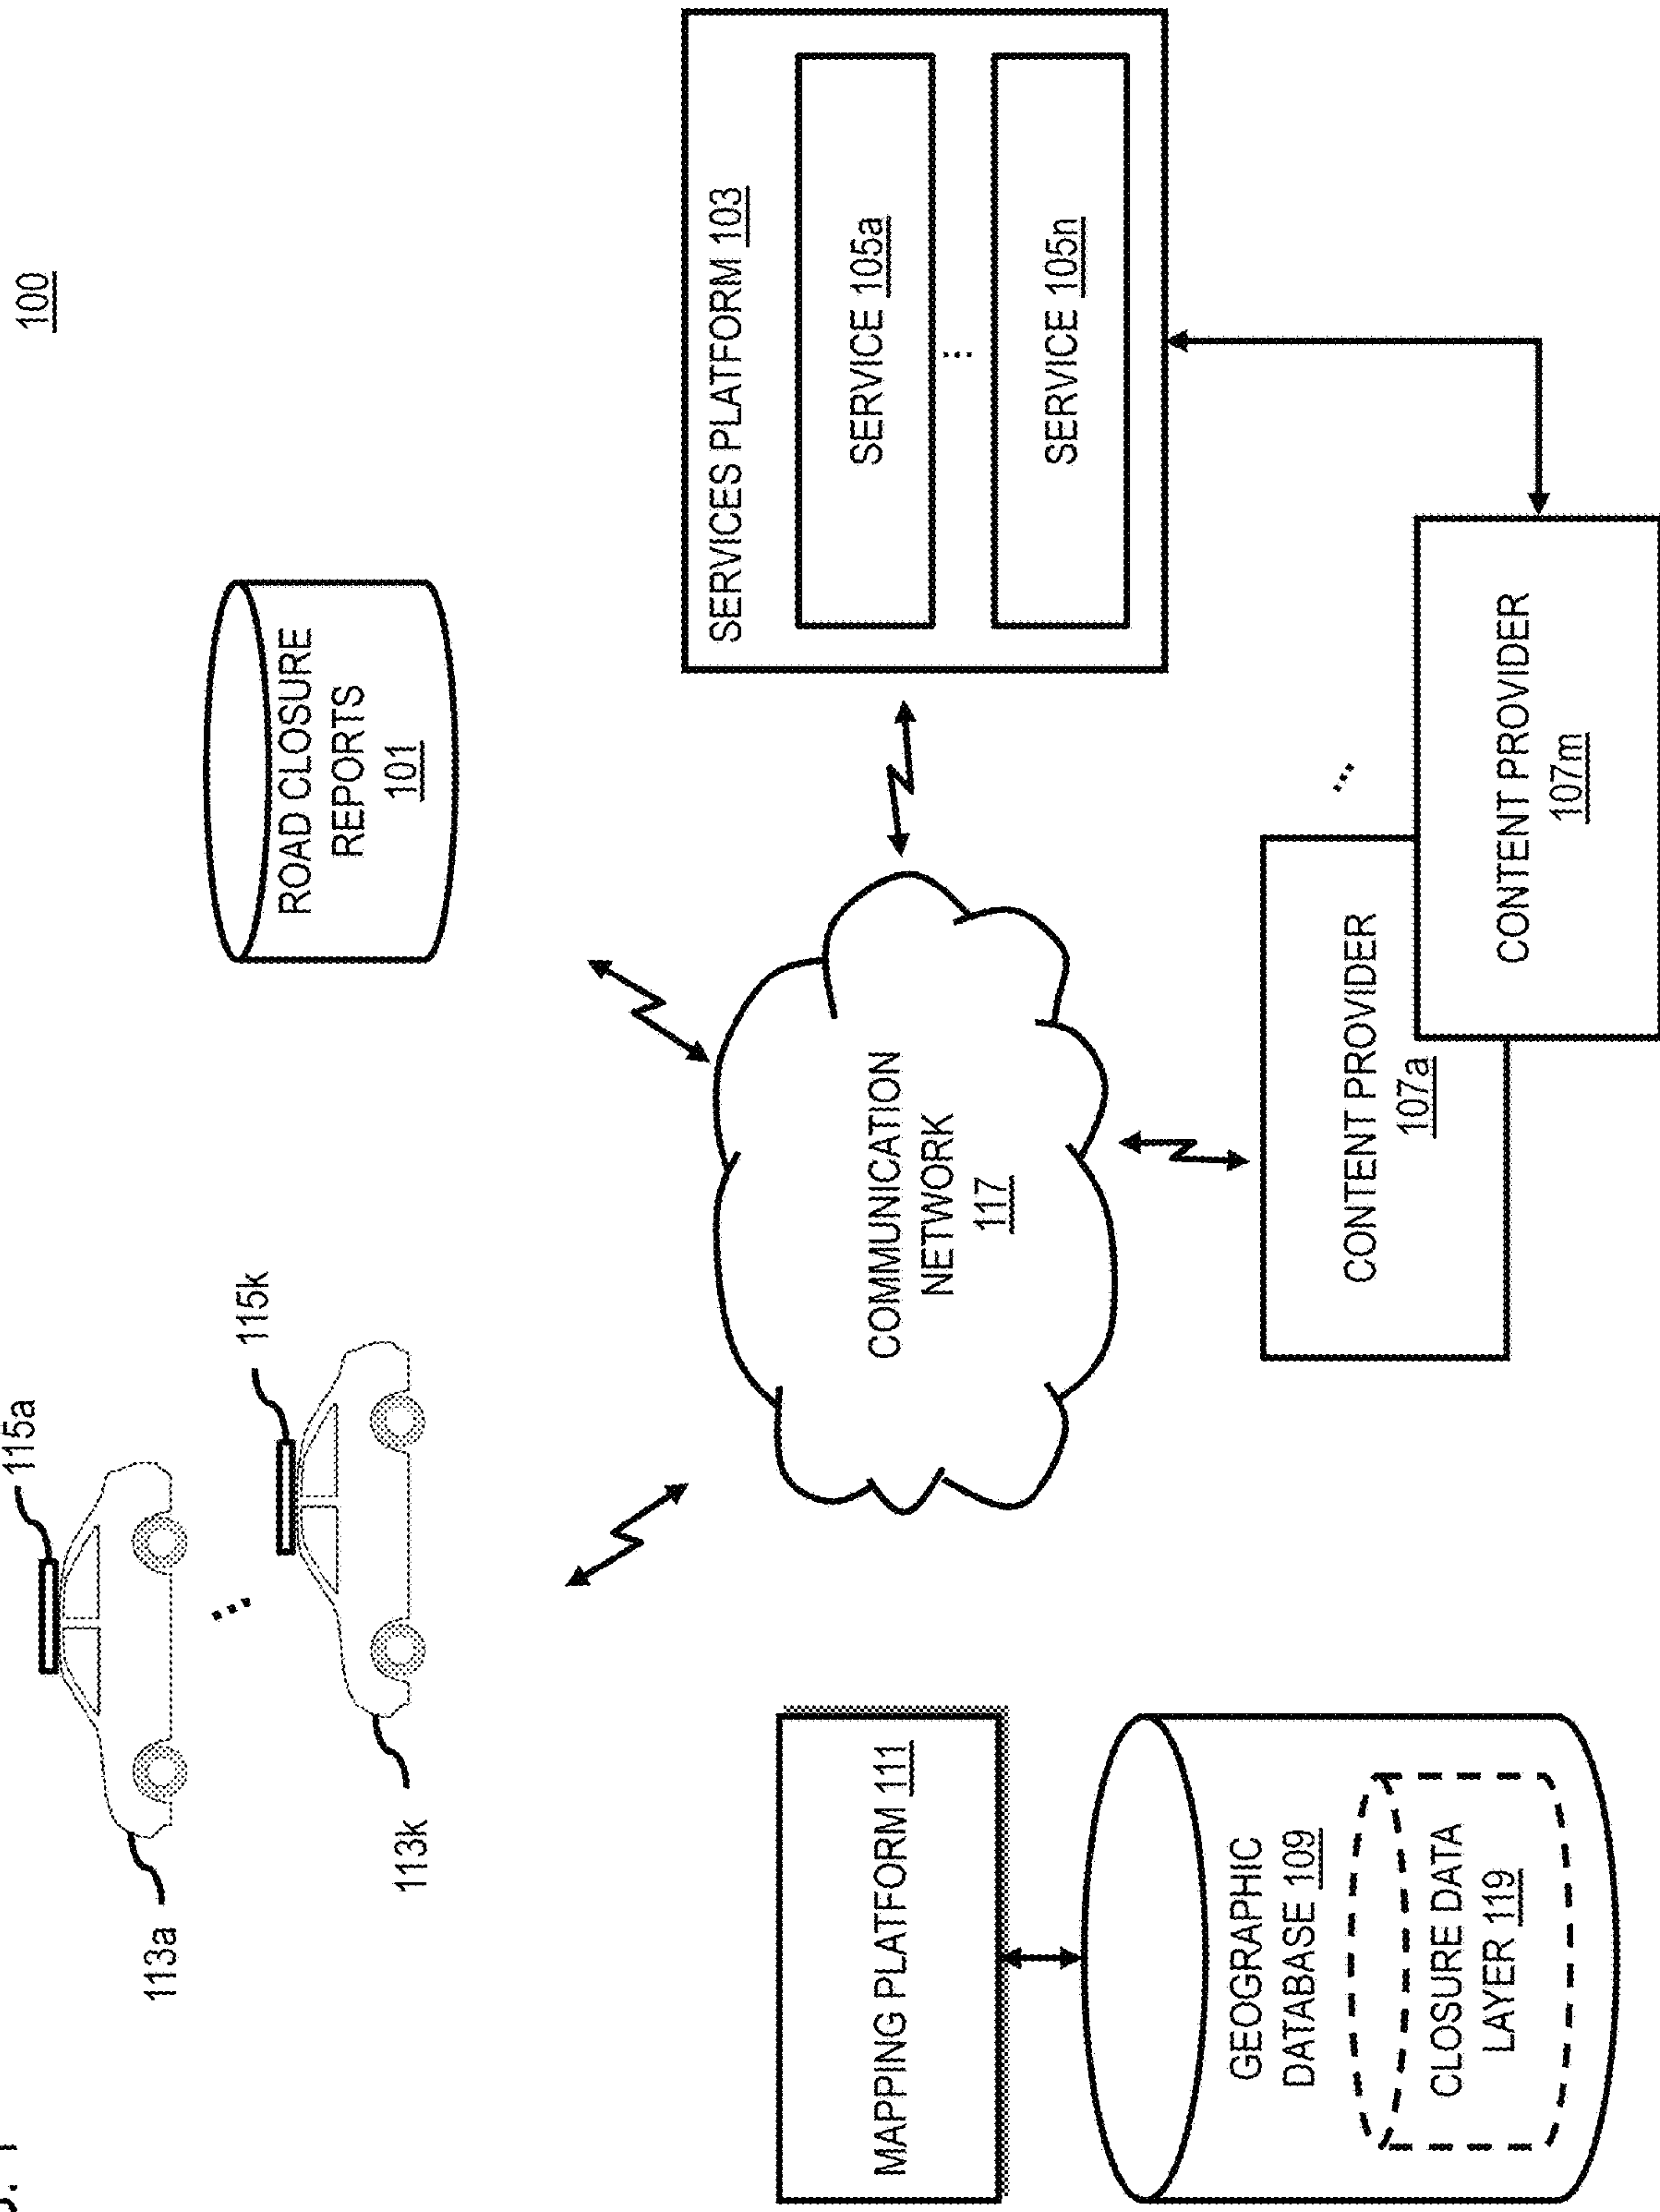 100
115a
113a
115k
113k
ROAD CLOSURE
REPORTS
101
MAPPING PLATFORM 111
COMMUNICATION
NETWORK
117
SERVICES PLATFORM 103
SERVICE 105a
...
SERVICE 105n
GEOGRAPHIC
DATABASE 109
CLOSURE DATA
LAYER 119
CONTENT PROVIDER
107a
...
CONTENT PROVIDER
107m